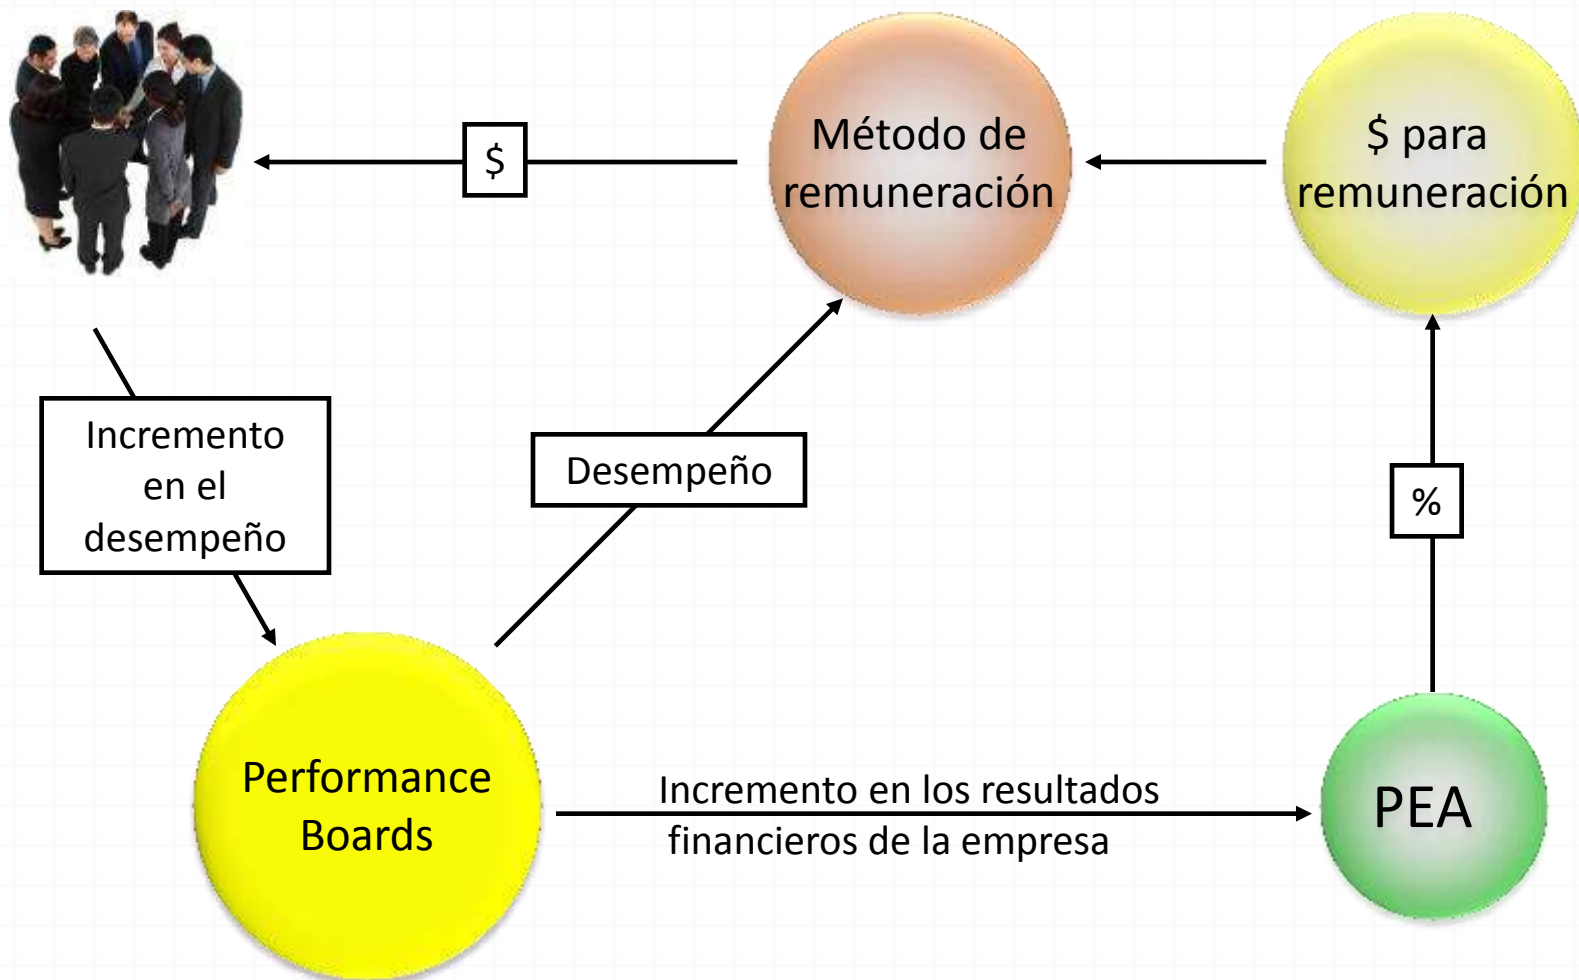 $
Método de
remuneración
$ para
remuneración
Incremento
en el
desempeño
Desempeño
%
Performance
Boards
Incremento en los resultados
financieros de la empresa
PEA